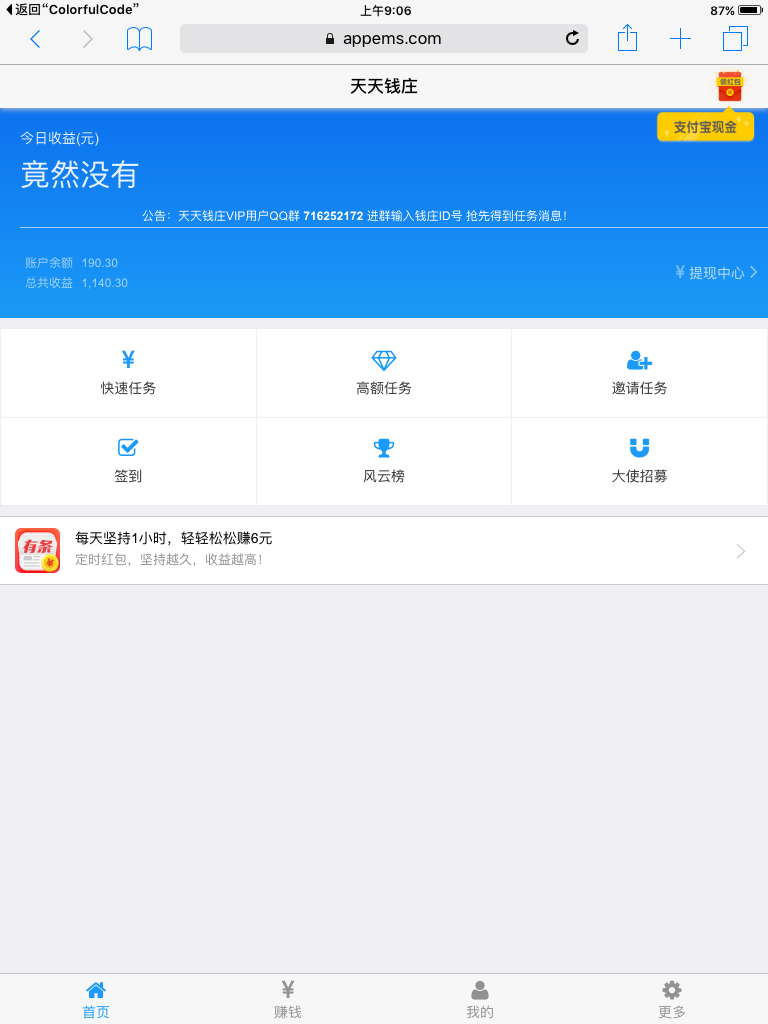 返回“ColorfulCode”
上午9:06
87%
appems.com
天天钱庄
领红包
支付宝现金
今日收益(元)
竟然没有
公告：天天钱庄VIP用户QQ群 716252172 进群输入钱庄ID号 抢先得到任务消息！
账户余额 190.30
总共收益 1,140.30
¥ 提现中心
快速任务
高额任务
邀请任务
签到
风云榜
大使招募
有条
每天坚持1小时，轻轻松松赚6元
定时红包，坚持越久，收益越高！
首页
赚钱
我的
更多